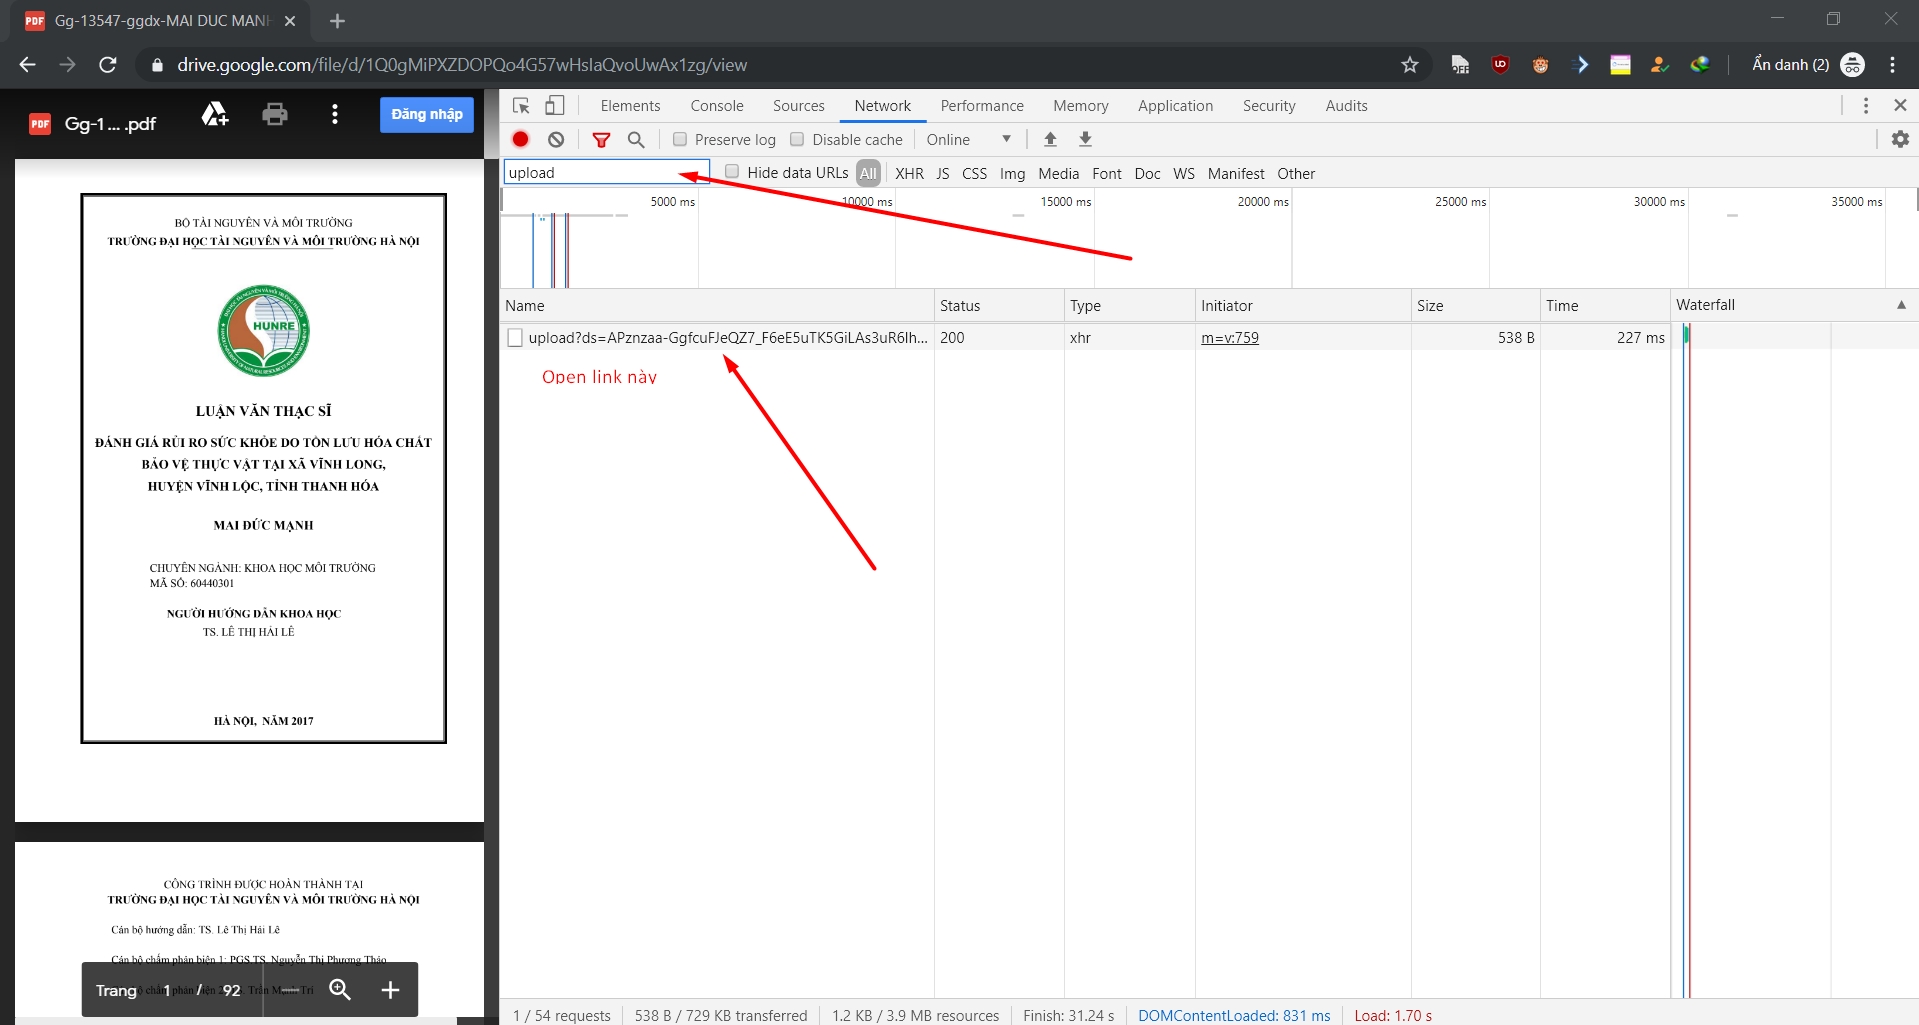 Gg-13547-ggdx-MAI DUC MANH
drive.google.com/file/d/1Q0gMiPXZDOPQo4G57wHslaQvoUwAx1zg/view
Ẩn danh (2)
PDF Gg-1... .pdf
Đăng nhập
Elements Console Sources Network Performance Memory Application Security Audits
Preserve log Disable cache Online
upload Hide data URLs All XHR JS CSS Img Media Font Doc WS Manifest Other
5000 ms 10000 ms 15000 ms 20000 ms 25000 ms 30000 ms 35000 ms
Name Status Type Initiator Size Time Waterfall
upload?ds=APznzaa-GgfcuFJeQZ7_F6eE5uTK5GiLAs3uR6lh... 200 xhr m=v:759 538 B 227 ms
Open link này
BỘ TÀI NGUYÊN VÀ MÔI TRƯỜNG
TRƯỜNG ĐẠI HỌC TÀI NGUYÊN VÀ MÔI TRƯỜNG HÀ NỘI
HUNRE
LUẬN VĂN THẠC SĨ
ĐÁNH GIÁ RỦI RO SỨC KHỎE DO TỒN LƯU HÓA CHẤT
BẢO VỆ THỰC VẬT TẠI XÃ VĨNH LONG,
HUYỆN VĨNH LỘC, TỈNH THANH HÓA
MAI ĐỨC MẠNH
CHUYÊN NGÀNH: KHOA HỌC MÔI TRƯỜNG
MÃ SỐ: 60440301
NGƯỜI HƯỚNG DẪN KHOA HỌC
TS. LÊ THỊ HẢI LÊ
HÀ NỘI, NĂM 2017
CÔNG TRÌNH ĐƯỢC HOÀN THÀNH TẠI
TRƯỜNG ĐẠI HỌC TÀI NGUYÊN VÀ MÔI TRƯỜNG HÀ NỘI
Cán bộ hướng dẫn: TS. Lê Thị Hải Lê
Cán bộ chấm phản biện 1: PGS.TS. Nguyễn Thị Phương Thảo
Trang 1 / 92
1 / 54 requests 538 B / 729 KB transferred 1.2 KB / 3.9 MB resources Finish: 31.24 s DOMContentLoaded: 831 ms Load: 1.70 s